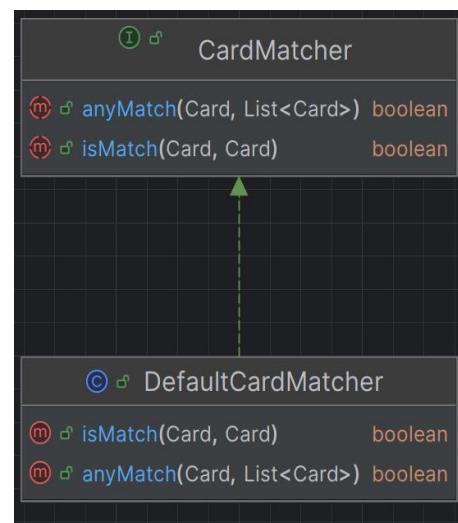 I CardMatcher
m anyMatch(Card, List<Card>) boolean
m isMatch(Card, Card) boolean
C DefaultCardMatcher
m isMatch(Card, Card) boolean
m anyMatch(Card, List<Card>) boolean